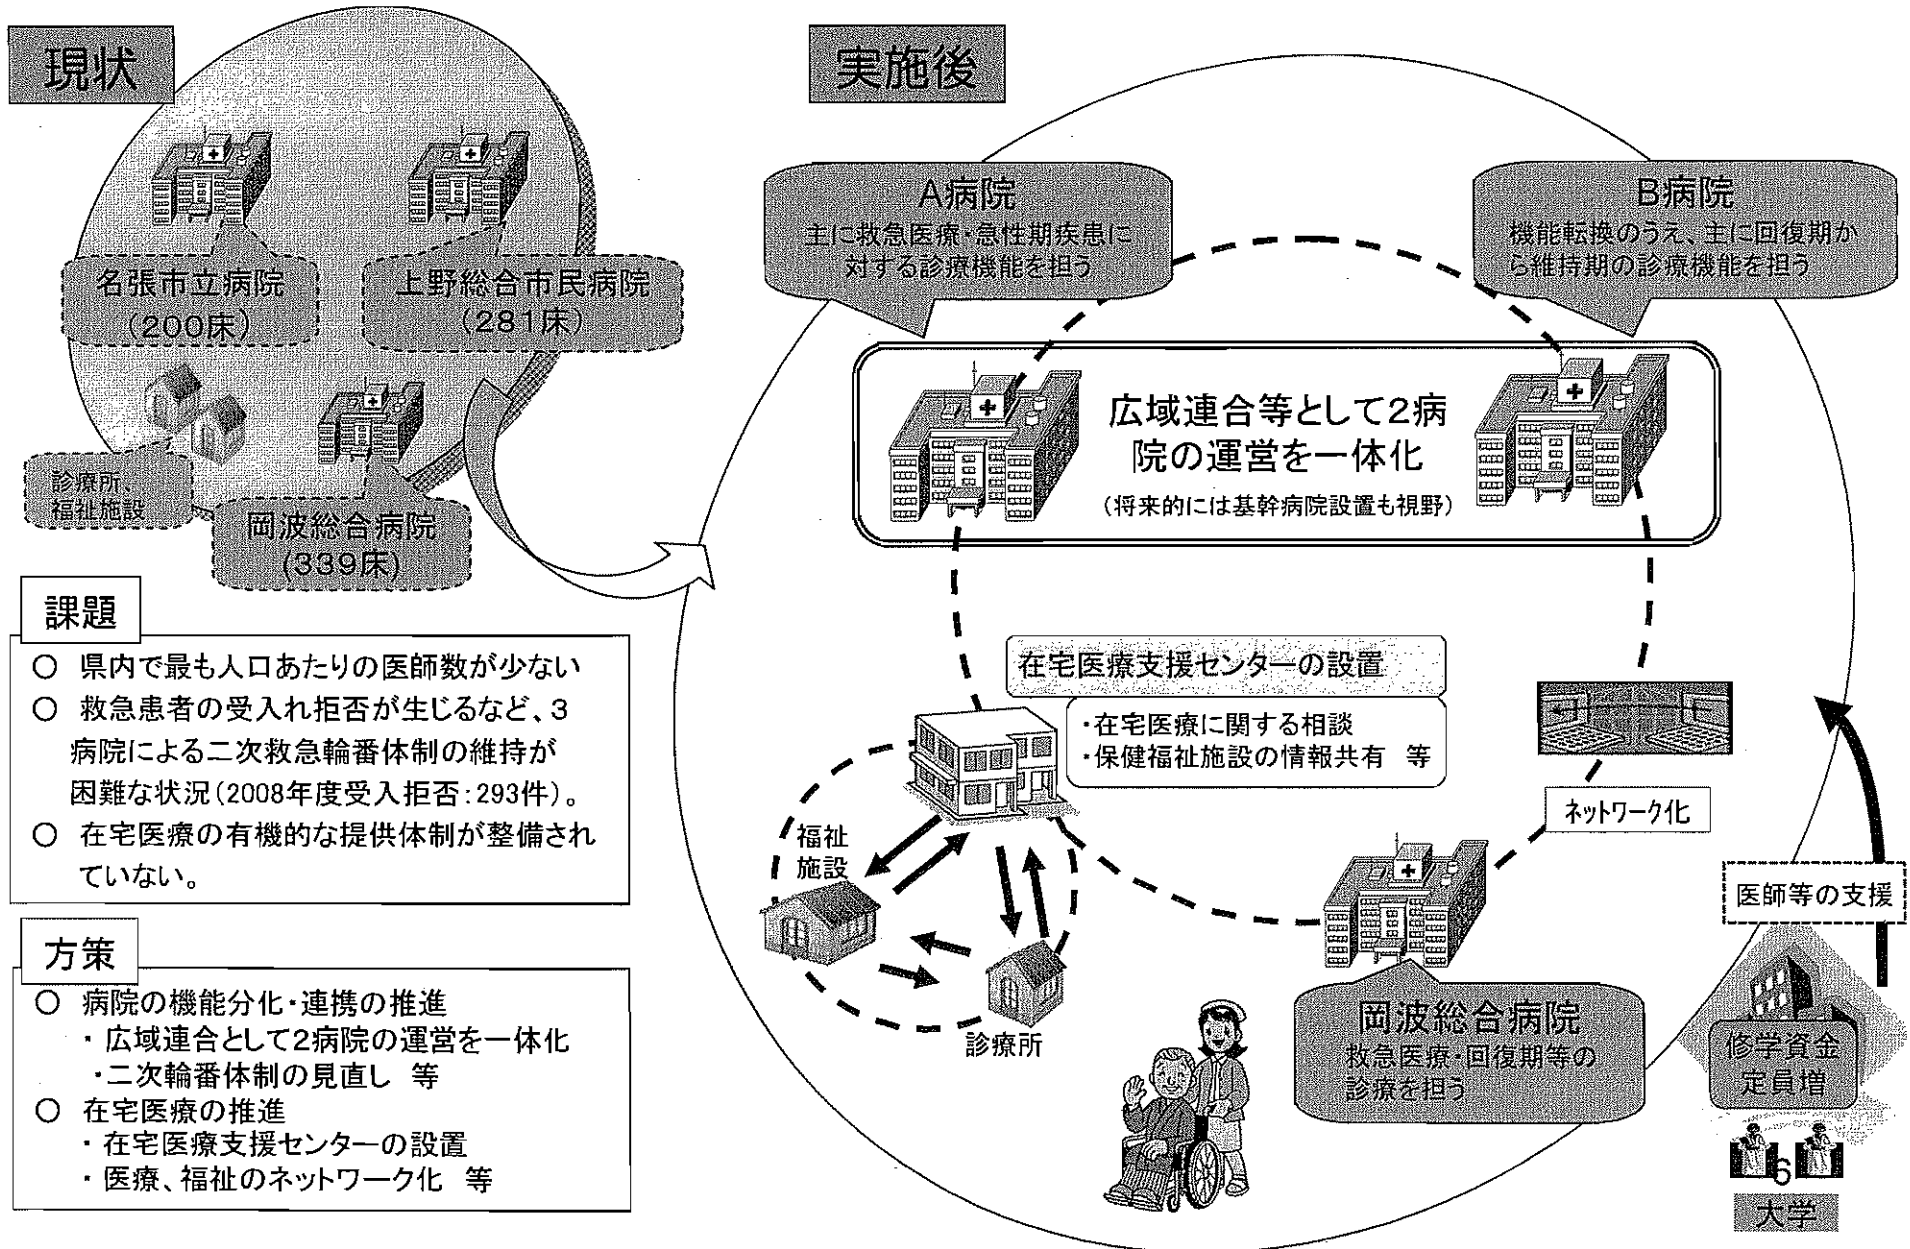 現状
名張市立病院
(200床)
上野総合市民病院
(281床)
診療所、
福祉施設
岡波総合病院
(339床)
課題
○ 県内で最も人口あたりの医師数が少ない
○ 救急患者の受入れ拒否が生じるなど、3
病院による二次救急輪番体制の維持が
困難な状況(2008年度受入拒否:293件)。
○ 在宅医療の有機的な提供体制が整備され
ていない。
方策
○ 病院の機能分化・連携の推進
・広域連合として2病院の運営を一体化
・二次輪番体制の見直し 等
○ 在宅医療の推進
・在宅医療支援センターの設置
・医療、福祉のネットワーク化 等
実施後
A病院
主に救急医療・急性期疾患に
対する診療機能を担う
B病院
機能転換のうえ、主に回復期か
ら維持期の診療機能を担う
広域連合等として2病
院の運営を一体化
(将来的には基幹病院設置も視野)
在宅医療支援センターの設置
・在宅医療に関する相談
・保健福祉施設の情報共有 等
福祉
施設
診療所
ネットワーク化
岡波総合病院
救急医療・回復期等の
診療を担う
医師等の支援
修学資金
定員増
6
大学